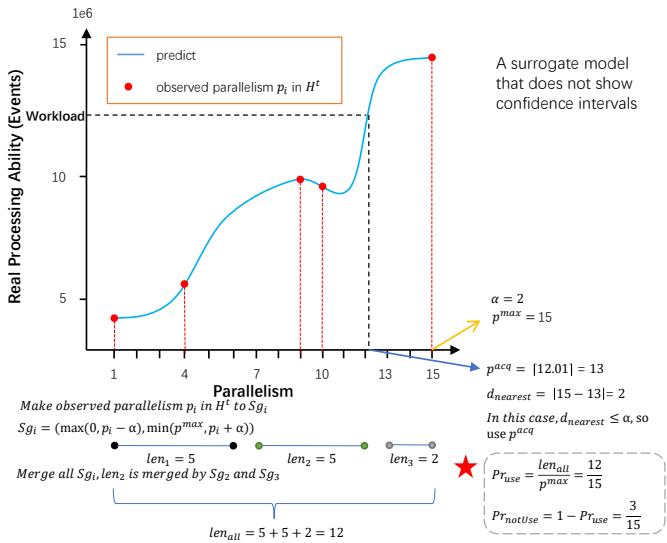 1e6
15
predict
observed parallelism p_i in H^t
A surrogate model
that does not show
confidence intervals
Workload
10
5
Real Processing Ability (Events)
1
4
7
10
13
15
Parallelism
α = 2
p^max = 15
p^acq = ⌈12.01⌉ = 13
d_nearest = |15 − 13| = 2
In this case, d_nearest ≤ α, so
use p^acq
Make observed parallelism p_i in H^t to Sg_i
Sg_i = (max(0, p_i − α), min(p^max, p_i + α))
len_1 = 5
len_2 = 5
len_3 = 2
Merge all Sg_i, len_2 is merged by Sg_2 and Sg_3
len_all = 5 + 5 + 2 = 12
Pr_use = len_all / p^max = 12 / 15
Pr_notUse = 1 − Pr_use = 3 / 15